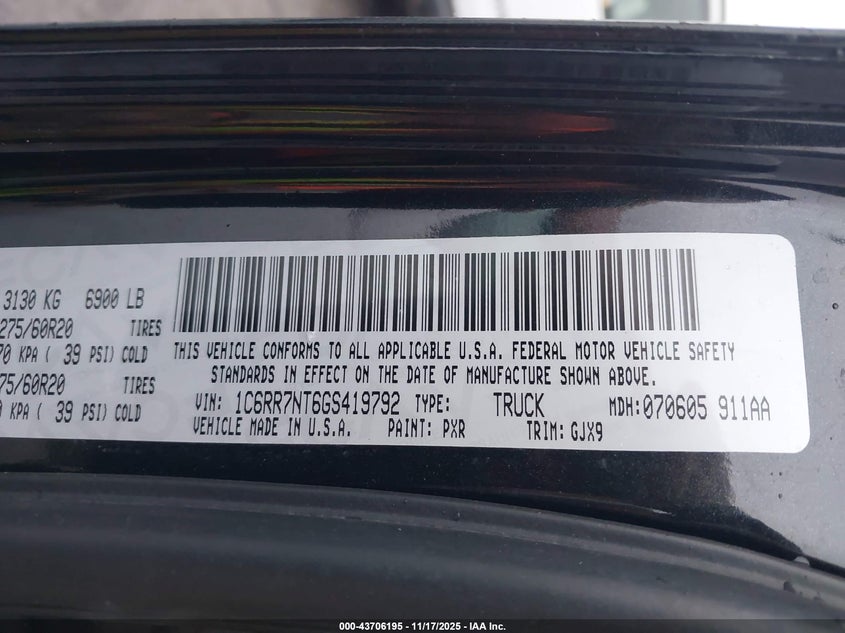 3130 KG 6900 LB
275/60R20 TIRES
70 KPA ( 39 PSI) COLD
75/60R20 TIRES
KPA ( 39 PSI) COLD
THIS VEHICLE CONFORMS TO ALL APPLICABLE U.S.A. FEDERAL MOTOR VEHICLE SAFETY
STANDARDS IN EFFECT ON THE DATE OF MANUFACTURE SHOWN ABOVE.
VIN: 1C6RR7NT6GS419792 TYPE: TRUCK MDH: 070605 911AA
VEHICLE MADE IN U.S.A. PAINT: PXR TRIM: GJX9
000-43706195 - 11/17/2025 - IAA Inc.